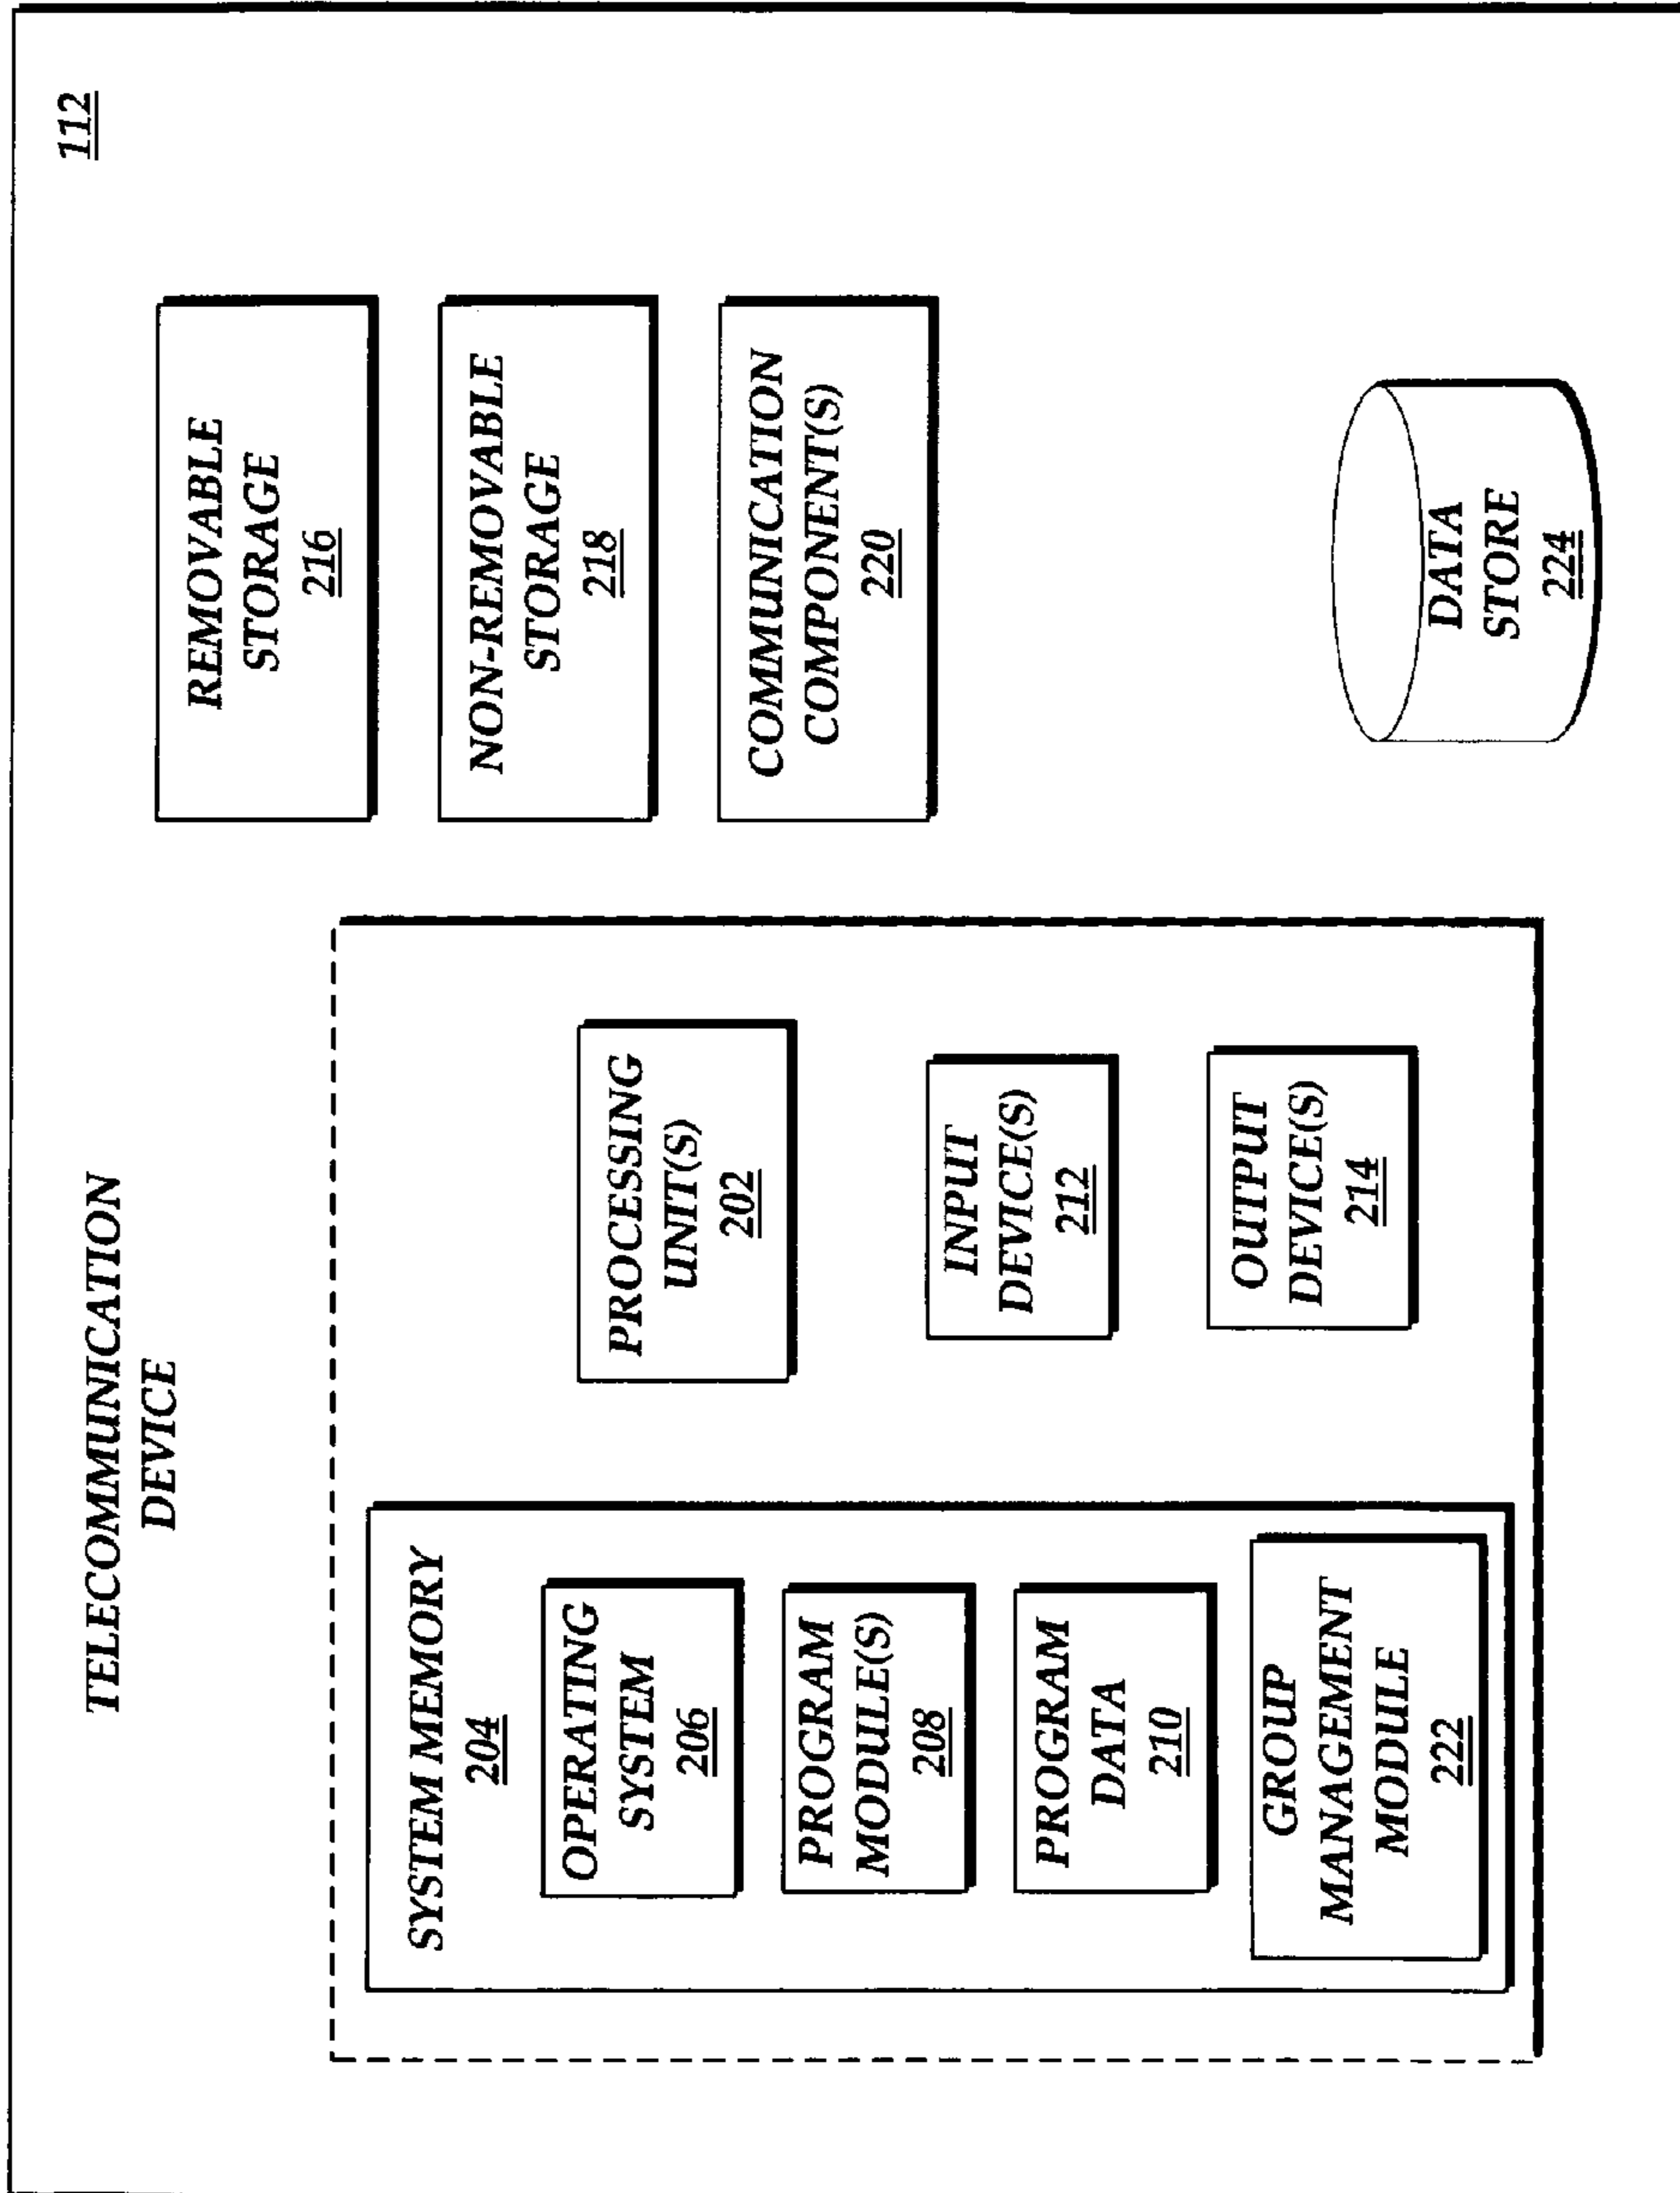 TELECOMMUNICATION
DEVICE
112
SYSTEM MEMORY
204
OPERATING
SYSTEM
206
PROGRAM
MODULE(S)
208
PROGRAM
DATA
210
GROUP
MANAGEMENT
MODULE
222
PROCESSING
UNIT(S)
202
INPUT
DEVICE(S)
212
OUTPUT
DEVICE(S)
214
REMOVABLE
STORAGE
216
NON-REMOVABLE
STORAGE
218
COMMUNICATION
COMPONENT(S)
220
DATA
STORE
224